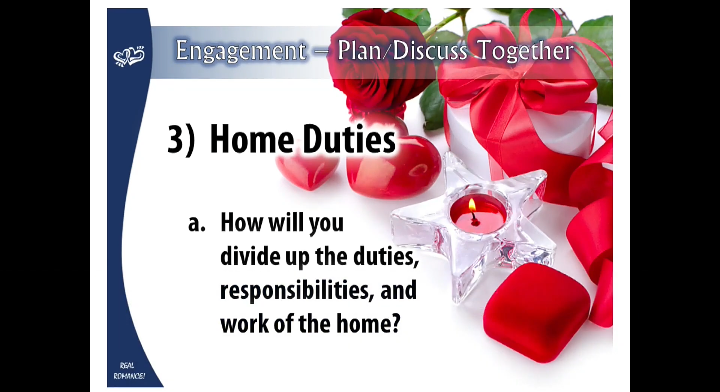 Engagement – Plan/Discuss Together
3) Home Duties
a. How will you
divide up the duties,
responsibilities, and
work of the home?
REAL
ROMANCE!